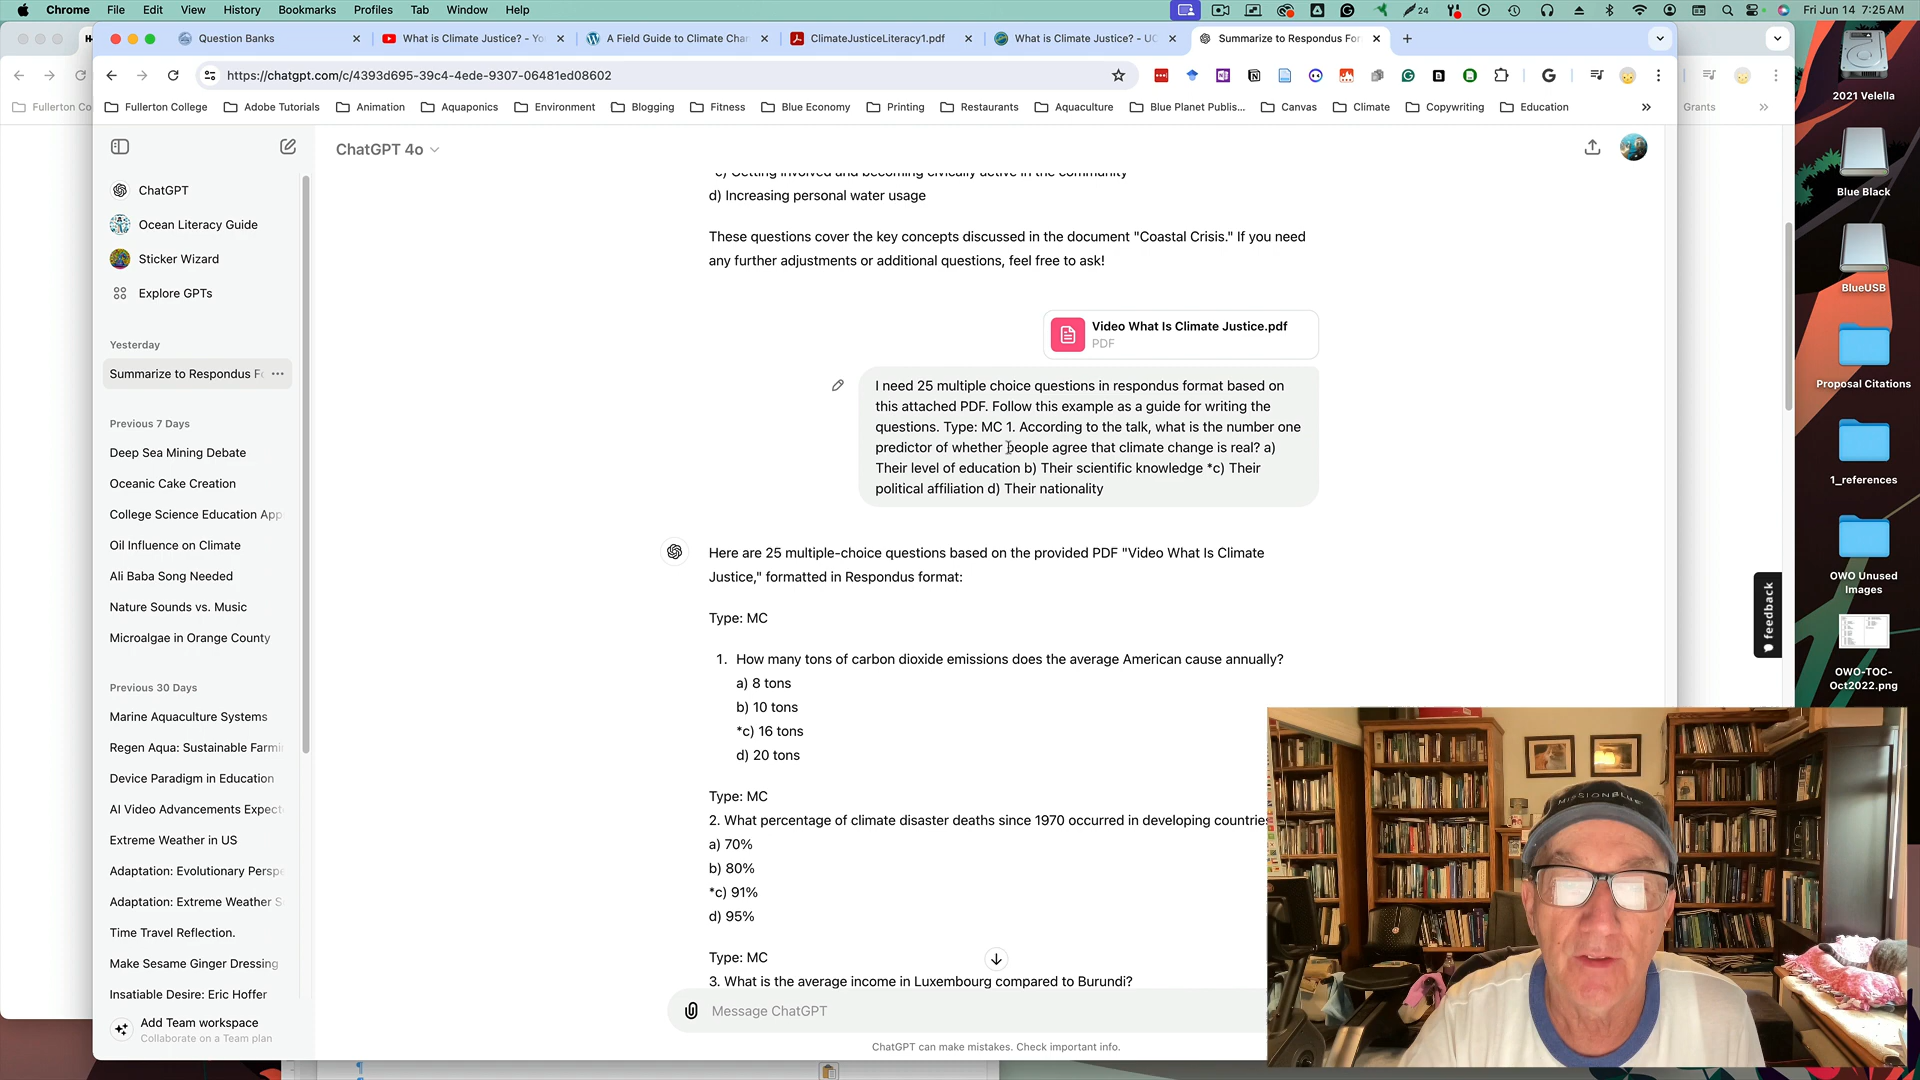 Chrome File Edit View History Bookmarks Profiles Tab Window Help
24 Fri Jun 14 7:25 AM
Question Banks
What is Climate Justice? - Yo
A Field Guide to Climate Cha
ClimateJusticeLiteracy1.pdf
What is Climate Justice? - UC
Summarize to Respondus For
https://chatgpt.com/c/4393d695-39c4-4ede-9307-06481ed08602
Fullerton Co
Fullerton College Adobe Tutorials Animation Aquaponics Environment Blogging Fitness Blue Economy Printing Restaurants Aquaculture Blue Planet Publis... Canvas Climate Copywriting Education
Grants
ChatGPT
Ocean Literacy Guide
Sticker Wizard
Explore GPTs
Yesterday
Summarize to Respondus Fo
Previous 7 Days
Deep Sea Mining Debate
Oceanic Cake Creation
College Science Education App
Oil Influence on Climate
Ali Baba Song Needed
Nature Sounds vs. Music
Microalgae in Orange County
Previous 30 Days
Marine Aquaculture Systems
Regen Aqua: Sustainable Farmi
Device Paradigm in Education
AI Video Advancements Expect
Extreme Weather in US
Adaptation: Evolutionary Perspe
Adaptation: Extreme Weather S
Time Travel Reflection.
Make Sesame Ginger Dressing
Insatiable Desire: Eric Hoffer
Add Team workspace
Collaborate on a Team plan
ChatGPT 4o
c) Getting involved and becoming civically active in the community
d) Increasing personal water usage
These questions cover the key concepts discussed in the document "Coastal Crisis." If you need
any further adjustments or additional questions, feel free to ask!
Video What Is Climate Justice.pdf
PDF
I need 25 multiple choice questions in respondus format based on
this attached PDF. Follow this example as a guide for writing the
questions. Type: MC 1. According to the talk, what is the number one
predictor of whether people agree that climate change is real? a)
Their level of education b) Their scientific knowledge *c) Their
political affiliation d) Their nationality
Here are 25 multiple-choice questions based on the provided PDF "Video What Is Climate
Justice," formatted in Respondus format:
Type: MC
1. How many tons of carbon dioxide emissions does the average American cause annually?
a) 8 tons
b) 10 tons
*c) 16 tons
d) 20 tons
Type: MC
2. What percentage of climate disaster deaths since 1970 occurred in developing countries
a) 70%
b) 80%
*c) 91%
d) 95%
Type: MC
3. What is the average income in Luxembourg compared to Burundi?
Message ChatGPT
ChatGPT can make mistakes. Check important info.
feedback
2021 Velella
Blue Black
BlueUSB
Proposal Citations
1_references
OWO Unused
Images
OWO-TOC-
Oct2022.png
MISSION BLUE